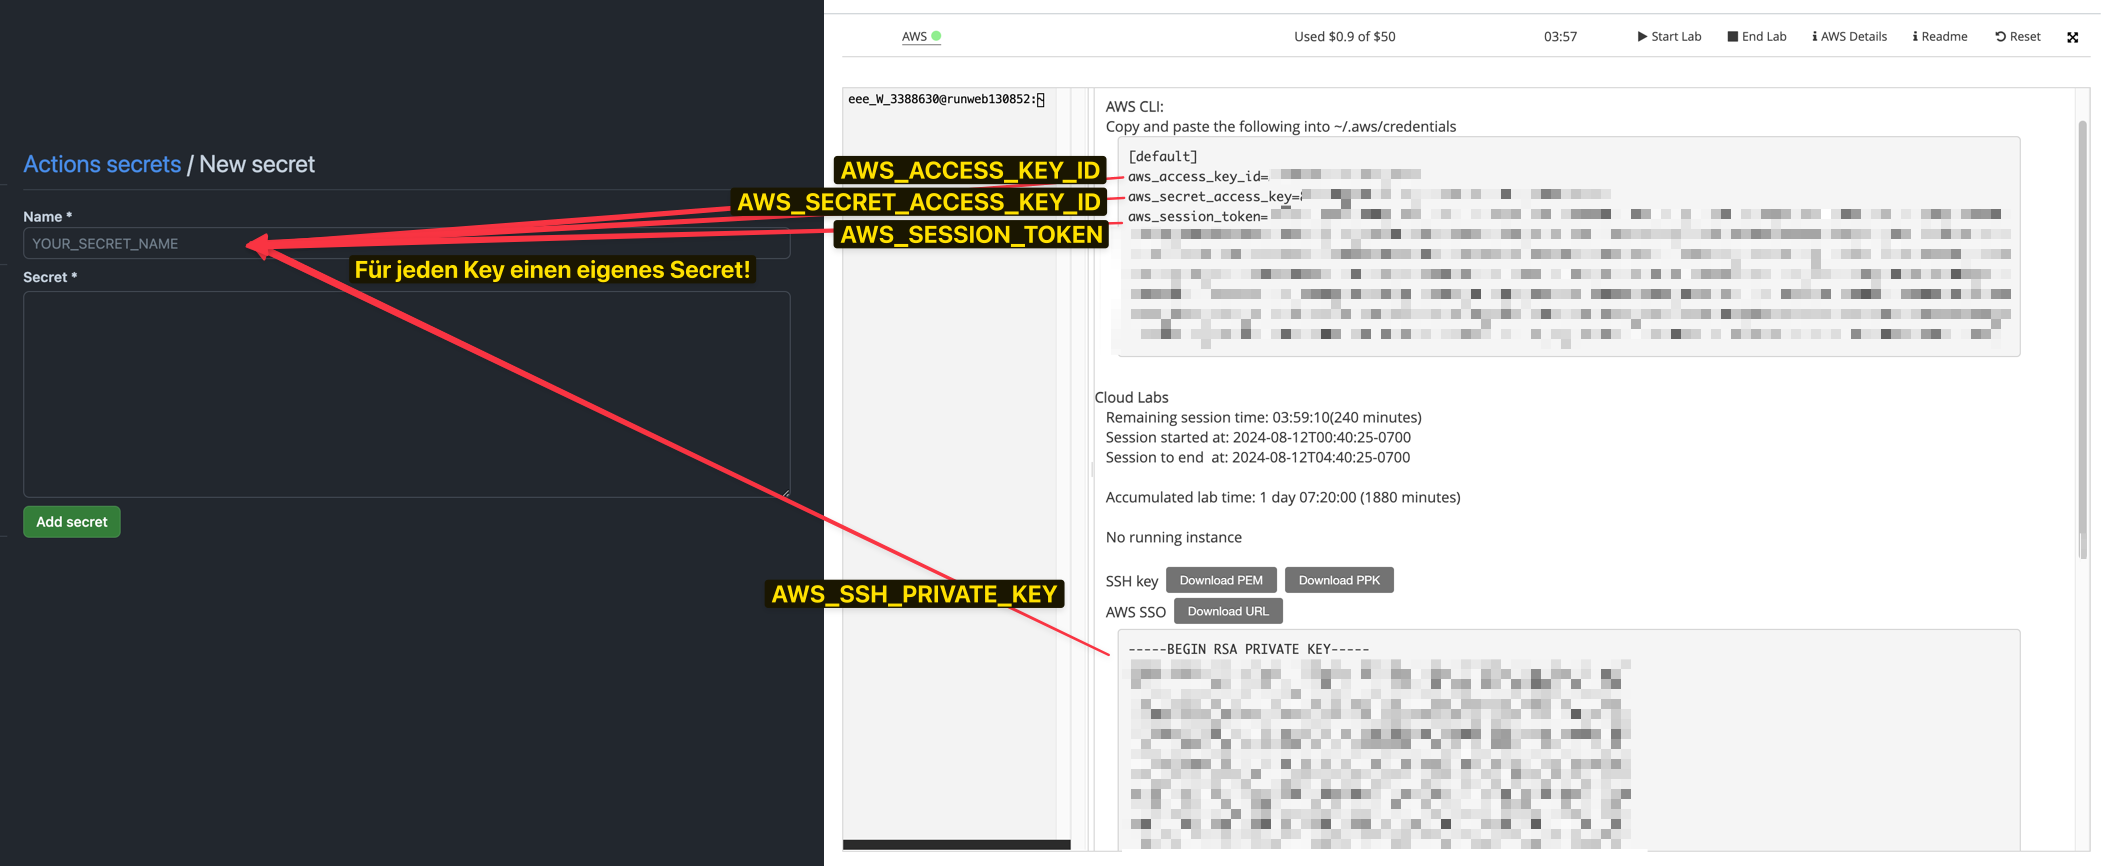 Actions secrets / New secret
Name *
YOUR_SECRET_NAME
Secret *
Add secret
Für jeden Key einen eigenes Secret!
AWS_ACCESS_KEY_ID
AWS_SECRET_ACCESS_KEY_ID
AWS_SESSION_TOKEN
AWS_SSH_PRIVATE_KEY
AWS
Used $0.9 of $50
03:57
Start Lab
End Lab
AWS Details
Readme
Reset
eee_W_3388630@runweb130852:~
AWS CLI:
Copy and paste the following into ~/.aws/credentials
[default]
aws_access_key_id=
aws_secret_access_key=
aws_session_token=
Cloud Labs
Remaining session time: 03:59:10(240 minutes)
Session started at: 2024-08-12T00:40:25-0700
Session to end at: 2024-08-12T04:40:25-0700
Accumulated lab time: 1 day 07:20:00 (1880 minutes)
No running instance
SSH key Download PEM Download PPK
AWS SSO Download URL
-----BEGIN RSA PRIVATE KEY-----